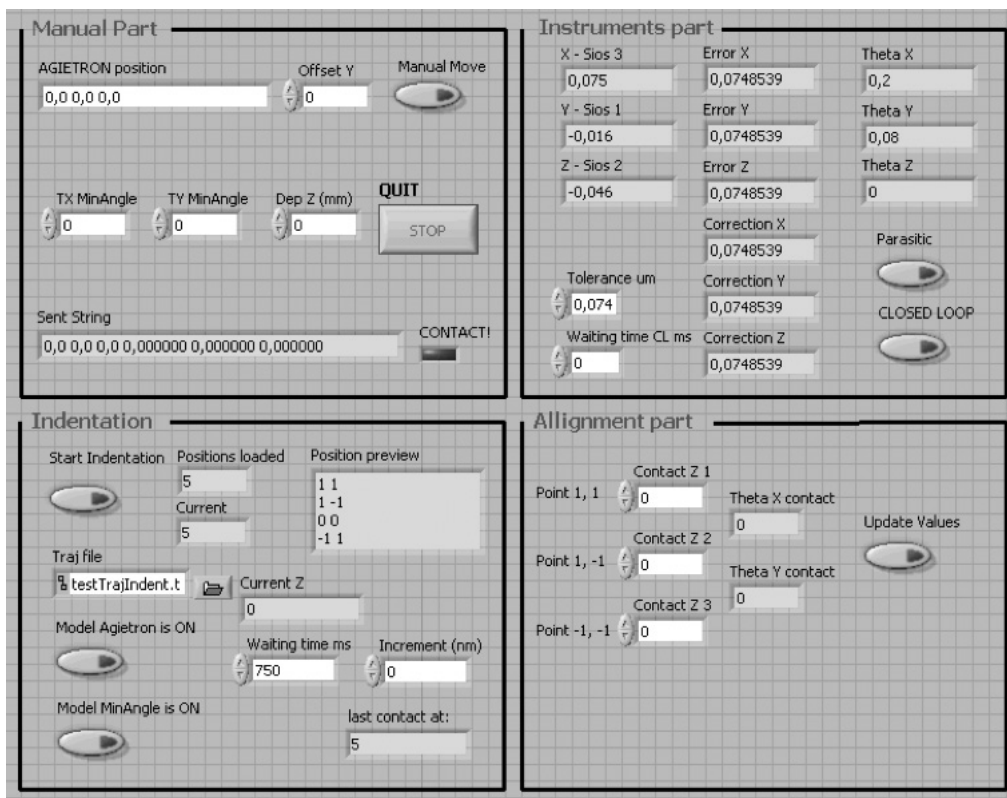 Manual Part
AGIETRON position
Offset Y
Manual Move
0,0 0,0 0,0
0
TX MinAngle
TY MinAngle
Dep Z (mm)
QUIT
0
0
0
STOP
Sent String
CONTACT!
0,0 0,0 0,0 0,000000 0,000000 0,000000
Instruments part
X - Sios 3
Error X
Theta X
0,075
0,0748539
0,2
Y - Sios 1
Error Y
Theta Y
-0,016
0,0748539
0,08
Z - Sios 2
Error Z
Theta Z
-0,046
0,0748539
0
Correction X
Parasitic
0,0748539
Tolerance um
Correction Y
0,074
0,0748539
CLOSED LOOP
Waiting time CL ms
Correction Z
0
0,0748539
Indentation
Start Indentation
Positions loaded
Position preview
5
1 1
1 -1
0 0
-1 1
Current
5
Traj file
testTrajIndent.t
Current Z
0
Model Agietron is ON
Waiting time ms
Increment (nm)
750
0
Model MinAngle is ON
last contact at:
5
Allignment part
Contact Z 1
Point 1, 1
0
Theta X contact
0
Update Values
Contact Z 2
Point 1, -1
0
Theta Y contact
0
Contact Z 3
Point -1, -1
0